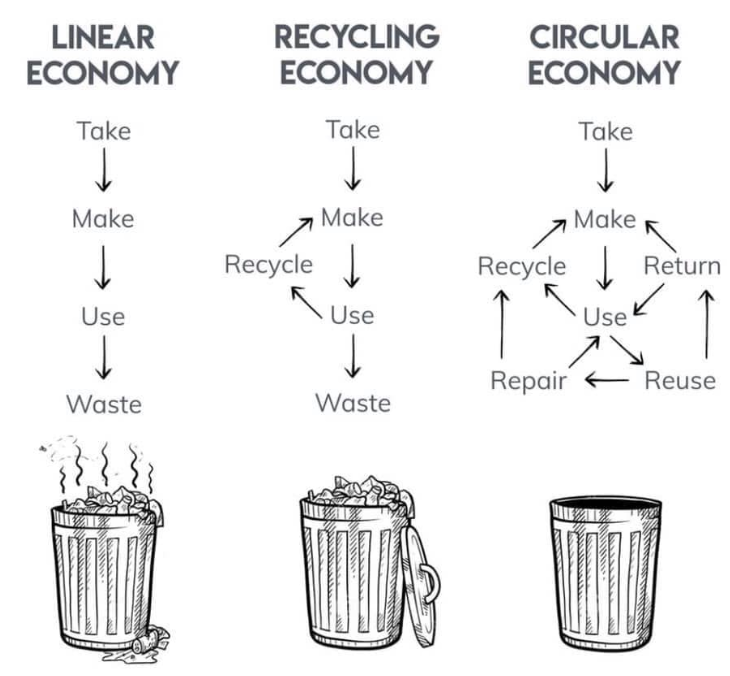 LINEAR
ECONOMY
Take
Make
Use
Waste
RECYCLING
ECONOMY
Take
Make
Recycle
Use
Waste
CIRCULAR
ECONOMY
Take
Make
Recycle
Return
Use
Repair
Reuse